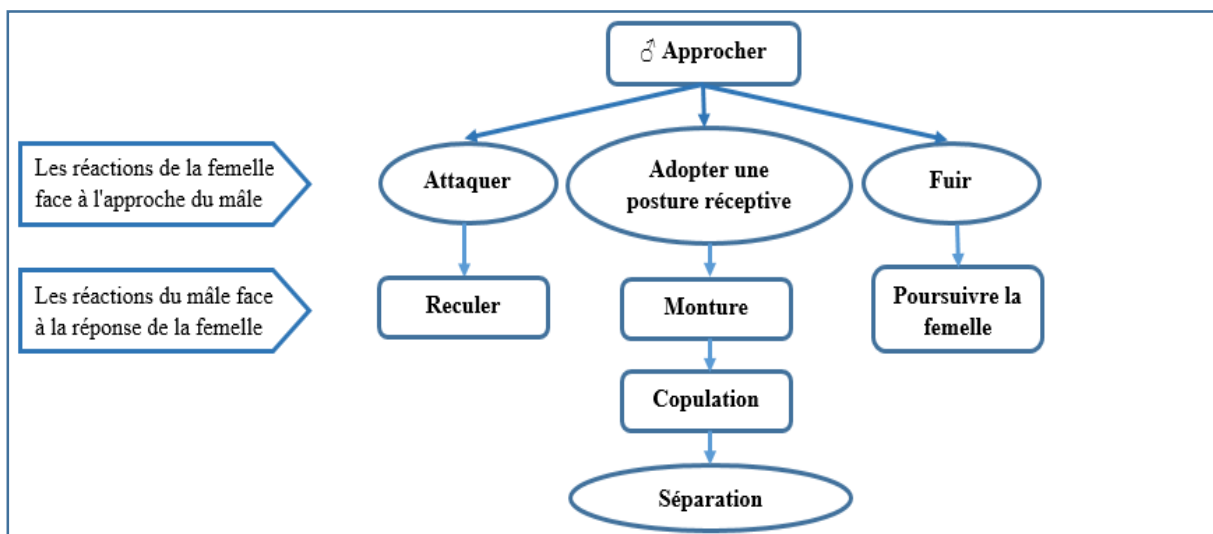 ♂ Approcher
Les réactions de la femelle
face à l'approche du mâle
Attaquer
Adopter une
posture réceptive
Fuir
Les réactions du mâle face
à la réponse de la femelle
Reculer
Monture
Poursuivre la
femelle
Copulation
Séparation